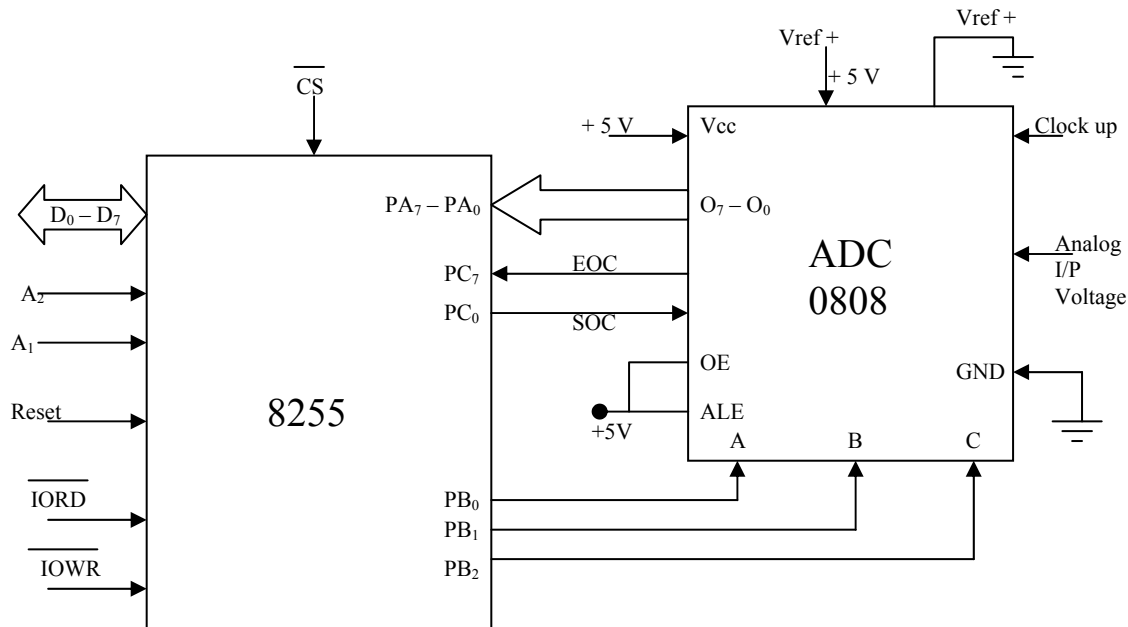 Vref +
Vref +
CS
+ 5 V
+ 5 V
Vcc
Clock up
D₀ – D₇
PA₇ – PA₀
O₇ – O₀
ADC
0808
Analog
I/P
Voltage
PC₇
EOC
A₂
PC₀
SOC
A₁
OE
GND
Reset
8255
ALE
+5V
A
B
C
IORD
PB₀
PB₁
IOWR
PB₂